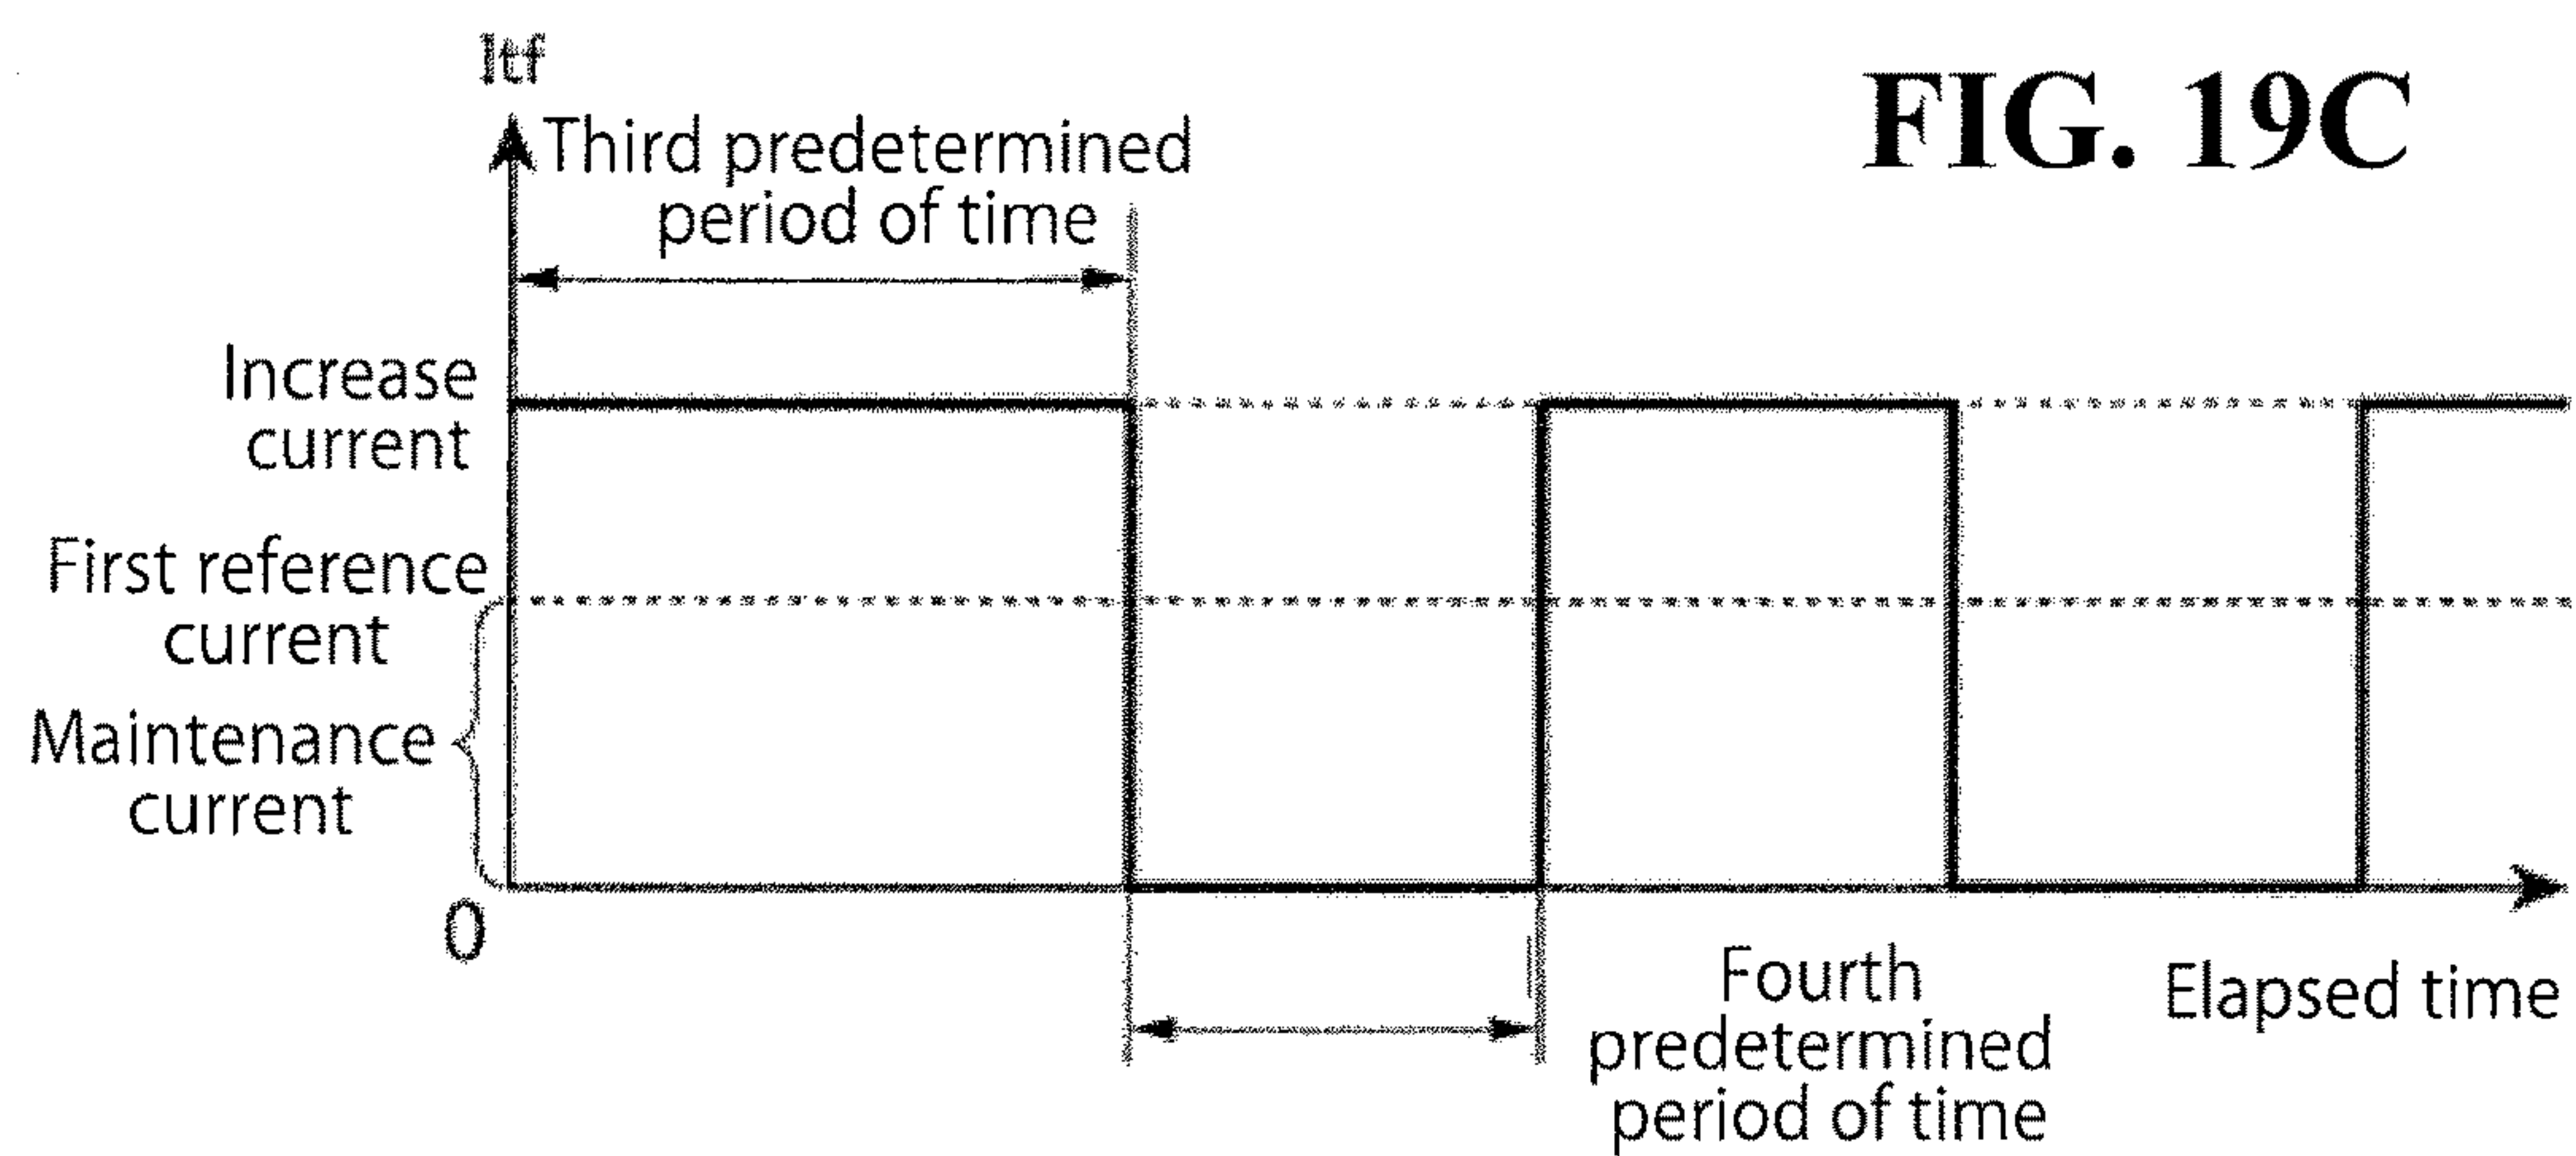 Itf
FIG. 19C
Third predetermined
period of time
Increase
current
First reference
current
Maintenance
current
0
Fourth
predetermined
period of time
Elapsed time